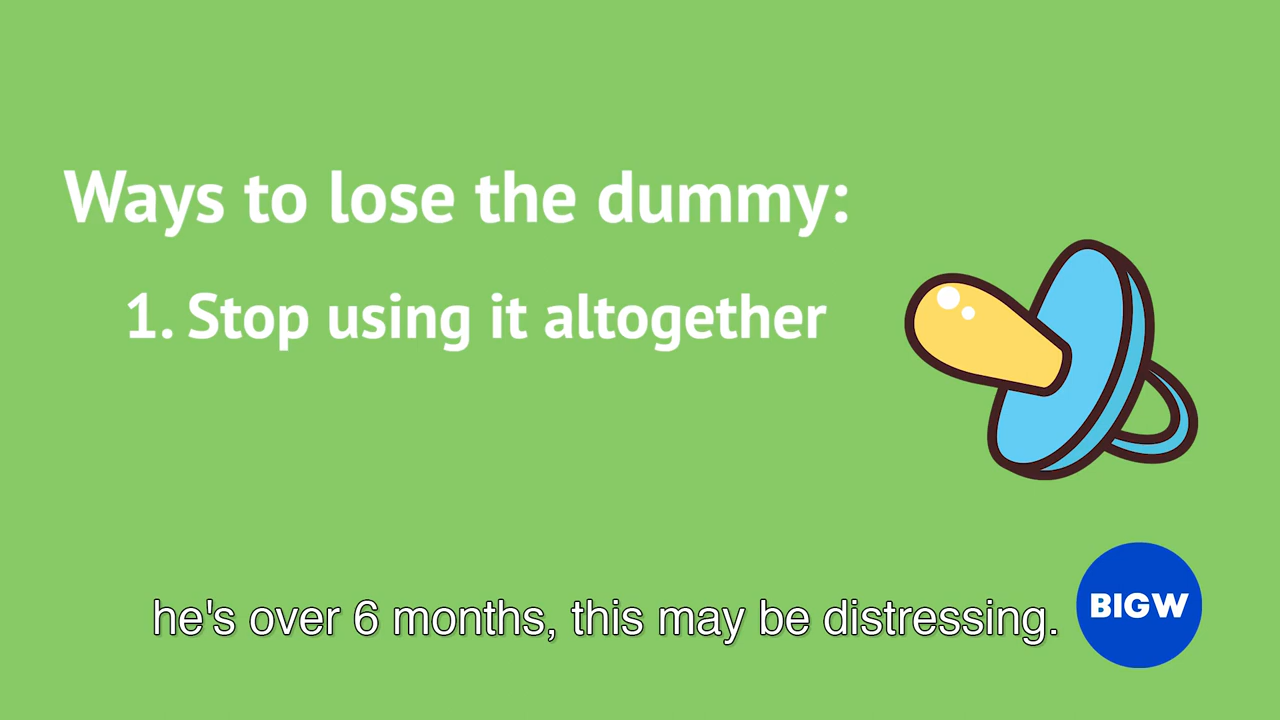 Ways to lose the dummy:
1. Stop using it altogether
he's over 6 months, this may be distressing.
BIGW